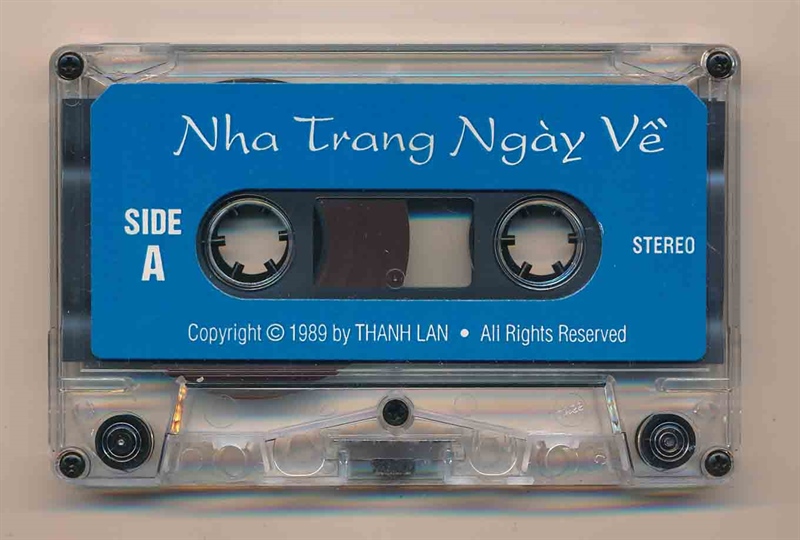 Nha Trang Ngày Về
SIDE
A
STEREO
Copyright © 1989 by THANH LAN • All Rights Reserved